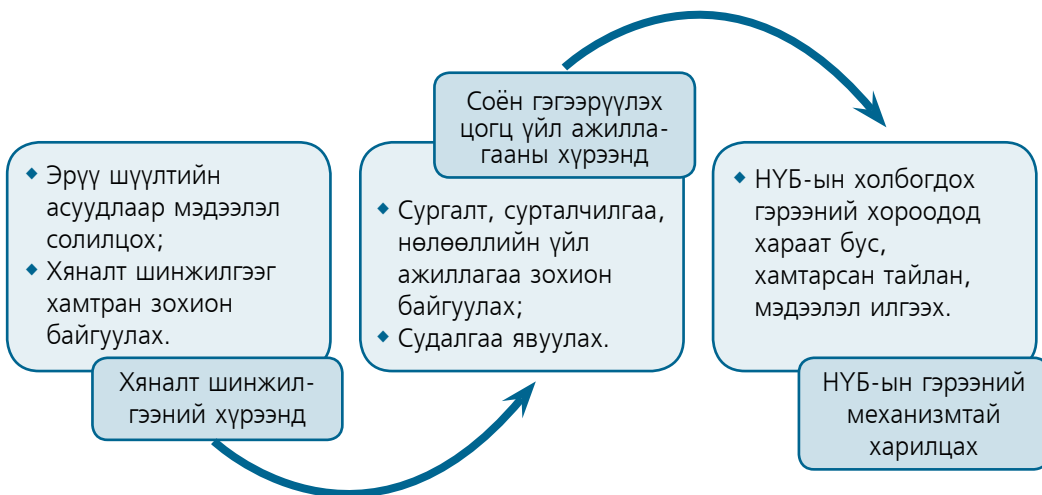 ◆ Эрүү шүүлтийн
асуудлаар мэдээлэл
солилцох;
◆ Хяналт шинжилгээг
хамтран зохион
байгуулах.
Хяналт шинжил-
гээний хүрээнд
Соён гэгээрүүлэх
цогц үйл ажилла-
гааны хүрээнд
◆ Сургалт, сурталчилгаа,
нөлөөллийн үйл
ажиллагаа зохион
байгуулах;
◆ Судалгаа явуулах.
◆ НҮБ-ын холбогдох
гэрээний хороодод
хараат бус,
хамтарсан тайлан,
мэдээлэл илгээх.
НҮБ-ын гэрээний
механизмтай
харилцах